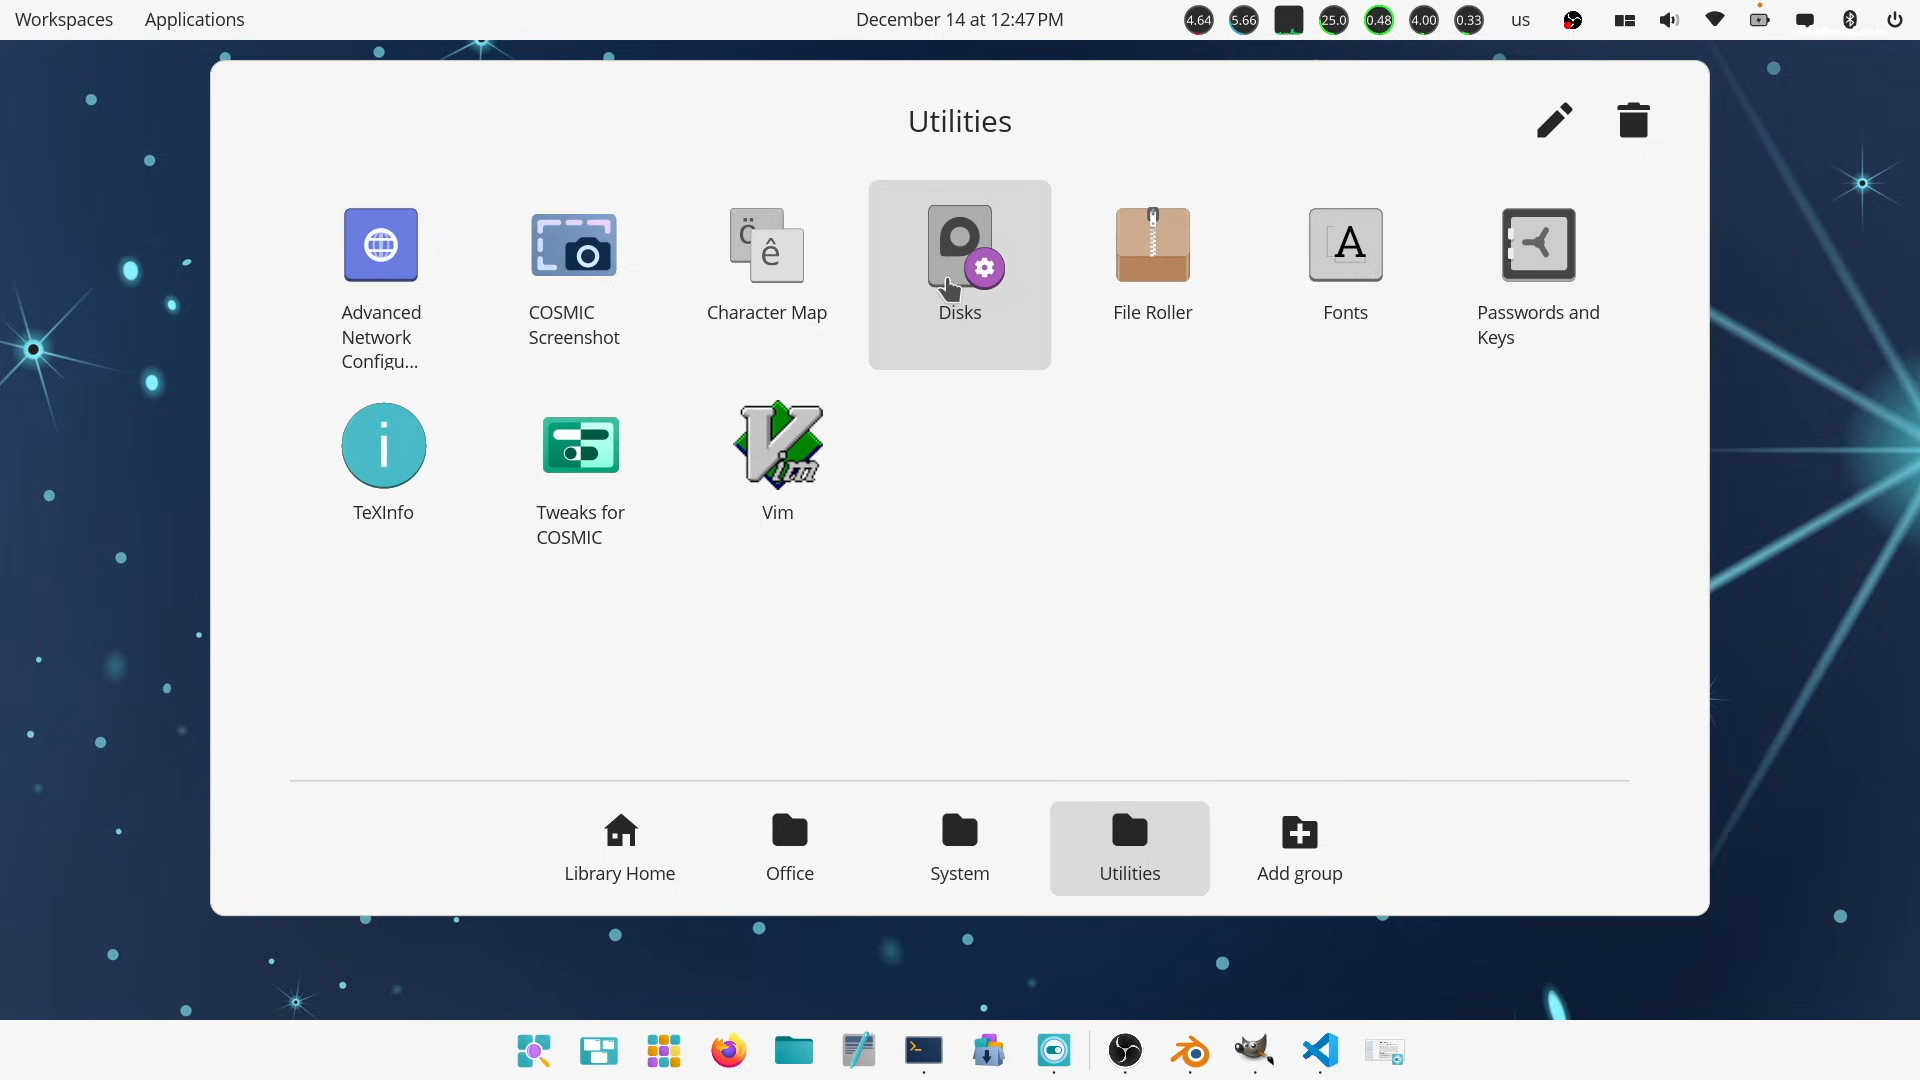 Workspaces Applications December 14 at 12:47 PM 4.64 5.66 25.0 0.48 4.00 0.33 us
Utilities
Advanced
Network
Configu...
COSMIC
Screenshot
Character Map
Disks
File Roller
Fonts
Passwords and
Keys
TeXInfo
Tweaks for
COSMIC
Vim
Library Home
Office
System
Utilities
Add group